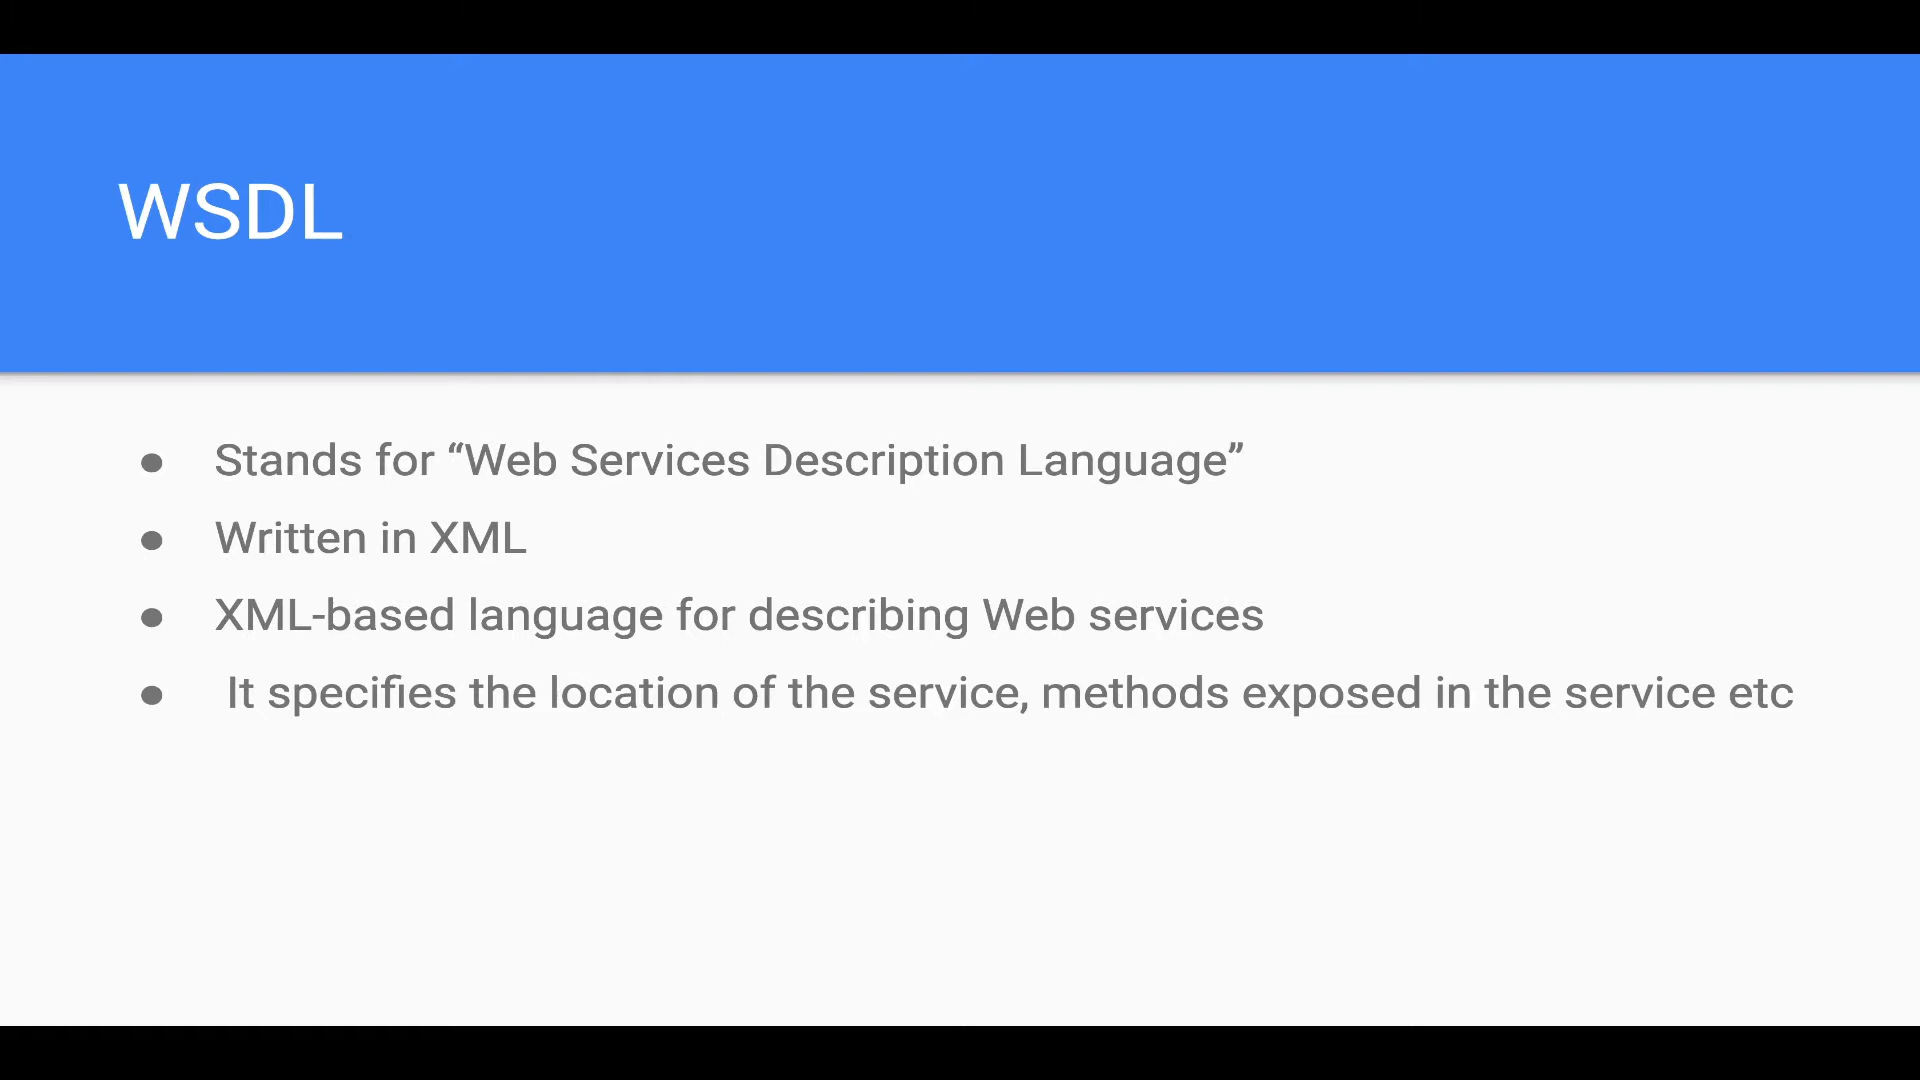 WSDL
● Stands for “Web Services Description Language”
● Written in XML
● XML-based language for describing Web services
● It specifies the location of the service, methods exposed in the service etc